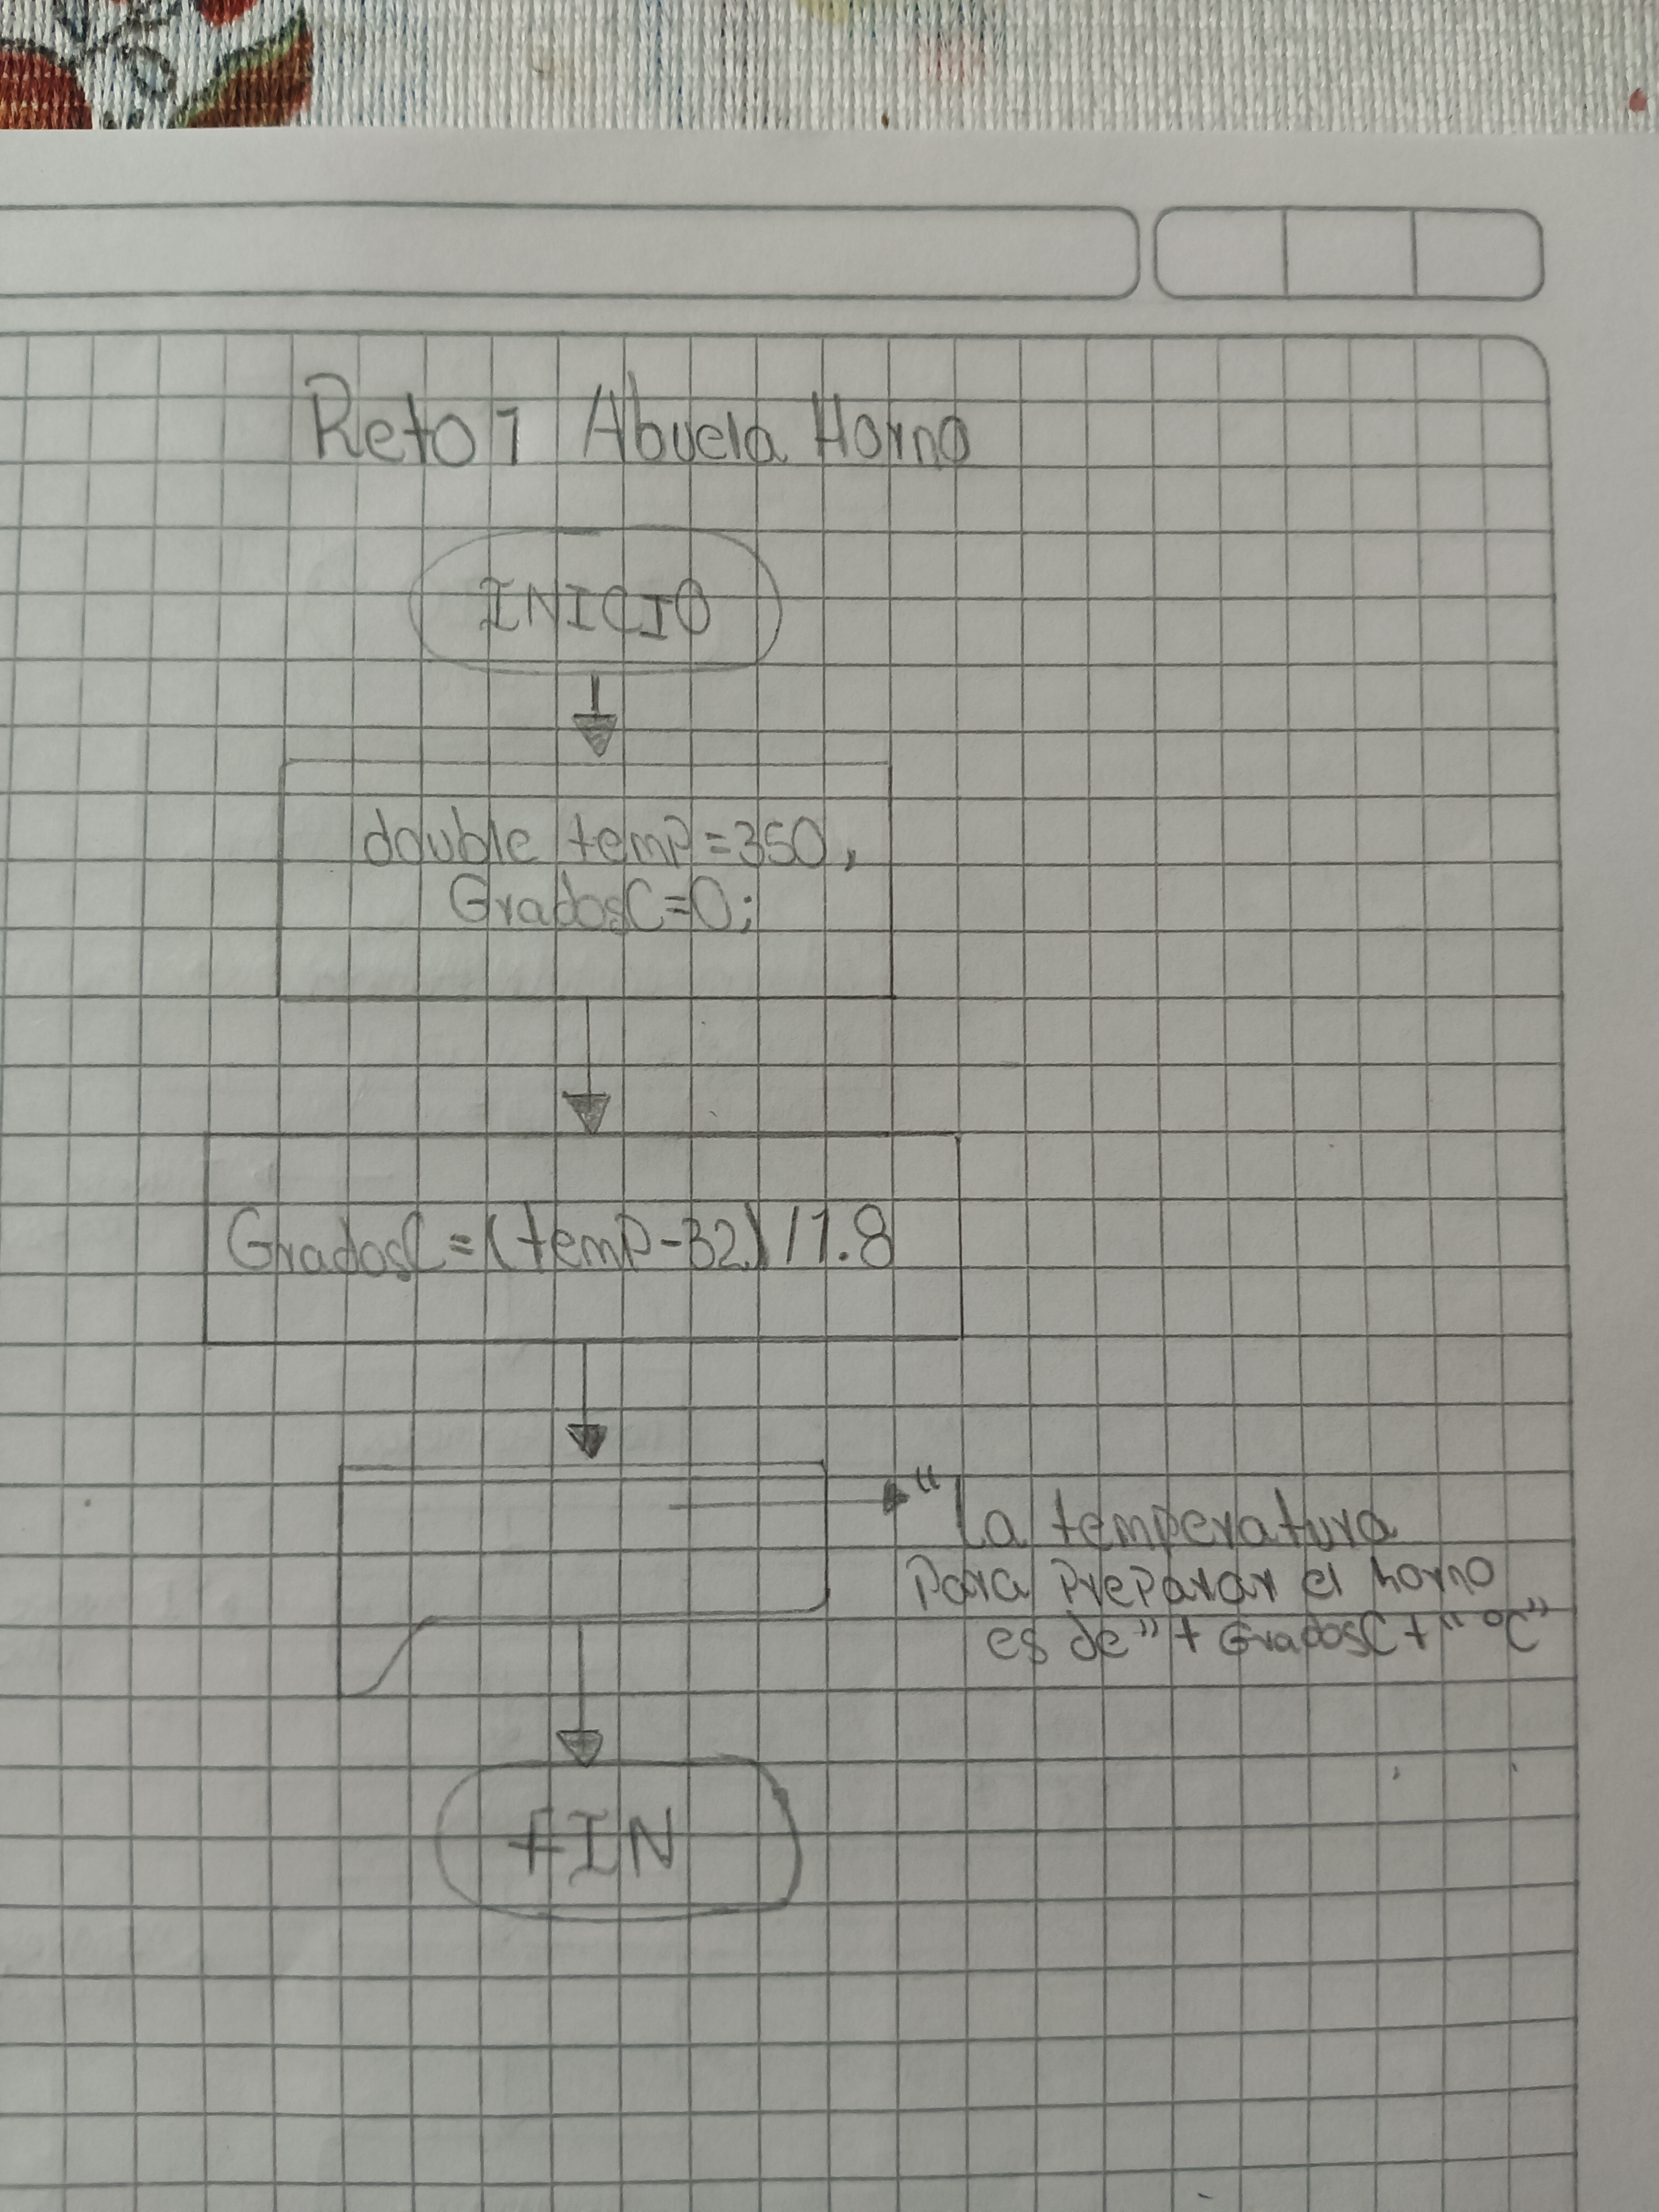 Reto 1 Abuela Horno
INICIO
double temp=350,
GradosC=0;
GradosC=(temp-32)/1.8
"La temperatura
Para Preparar el horno
es de"+ GradosC+"°C"
FIN